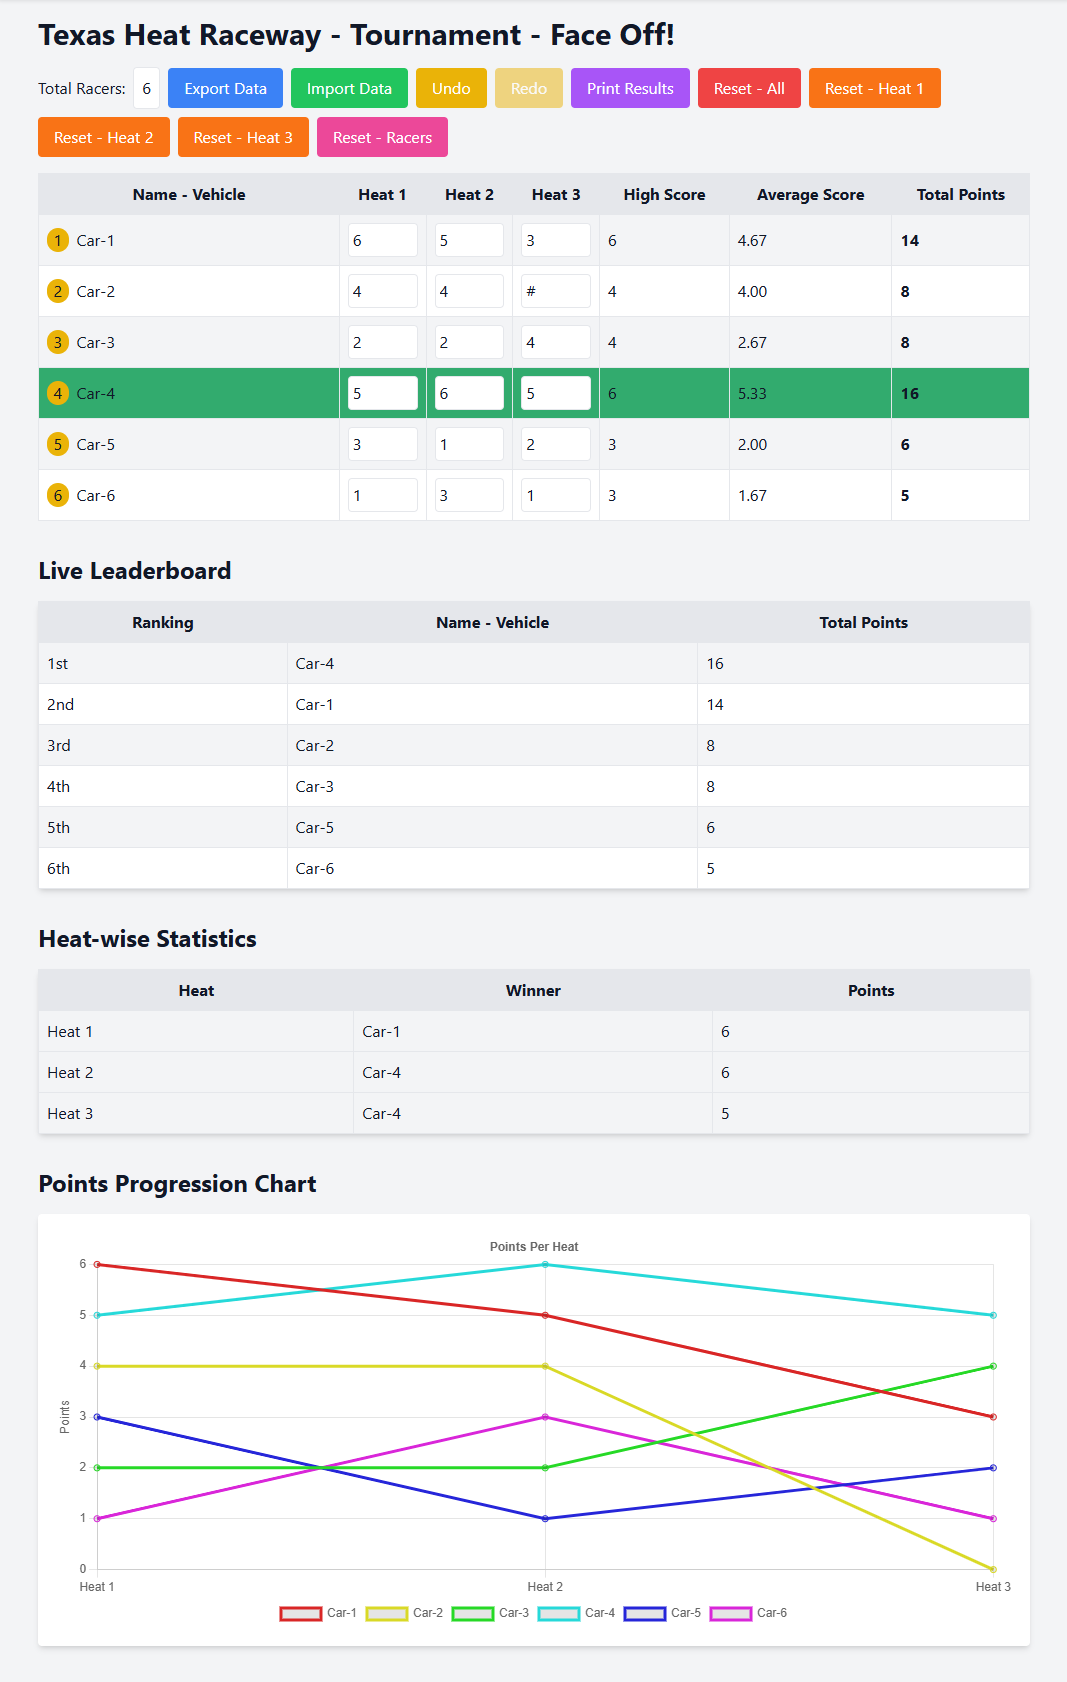 Texas Heat Raceway - Tournament - Face Off!
Total Racers: 6 Export Data Import Data Undo Redo Print Results Reset - All Reset - Heat 1
Reset - Heat 2 Reset - Heat 3 Reset - Racers
Name - Vehicle Heat 1 Heat 2 Heat 3 High Score Average Score Total Points
1 Car-1 6 5 3 6 4.67 14
2 Car-2 4 4 # 4 4.00 8
3 Car-3 2 2 4 4 2.67 8
4 Car-4 5 6 5 6 5.33 16
5 Car-5 3 1 2 3 2.00 6
6 Car-6 1 3 1 3 1.67 5
Live Leaderboard
Ranking Name - Vehicle Total Points
1st Car-4 16
2nd Car-1 14
3rd Car-2 8
4th Car-3 8
5th Car-5 6
6th Car-6 5
Heat-wise Statistics
Heat Winner Points
Heat 1 Car-1 6
Heat 2 Car-4 6
Heat 3 Car-4 5
Points Progression Chart
Points Per Heat
6
5
4
3
Points
2
1
0
Heat 1 Heat 2 Heat 3
Car-1 Car-2 Car-3 Car-4 Car-5 Car-6